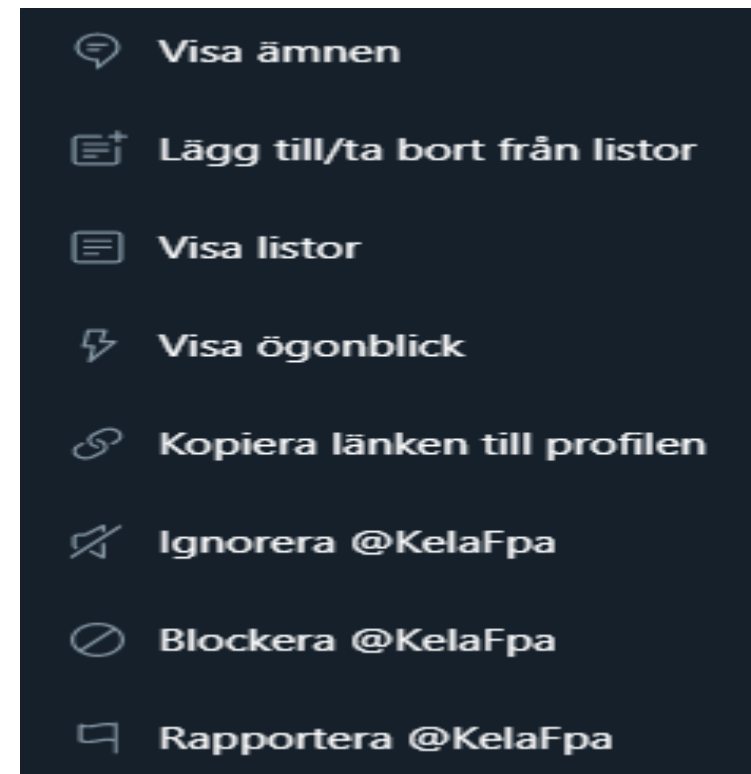 Visa ämnen
Lägg till/ta bort från listor
Visa listor
Visa ögonblick
Kopiera länken till profilen
Ignorera @KelaFpa
Blockera @KelaFpa
Rapportera @KelaFpa